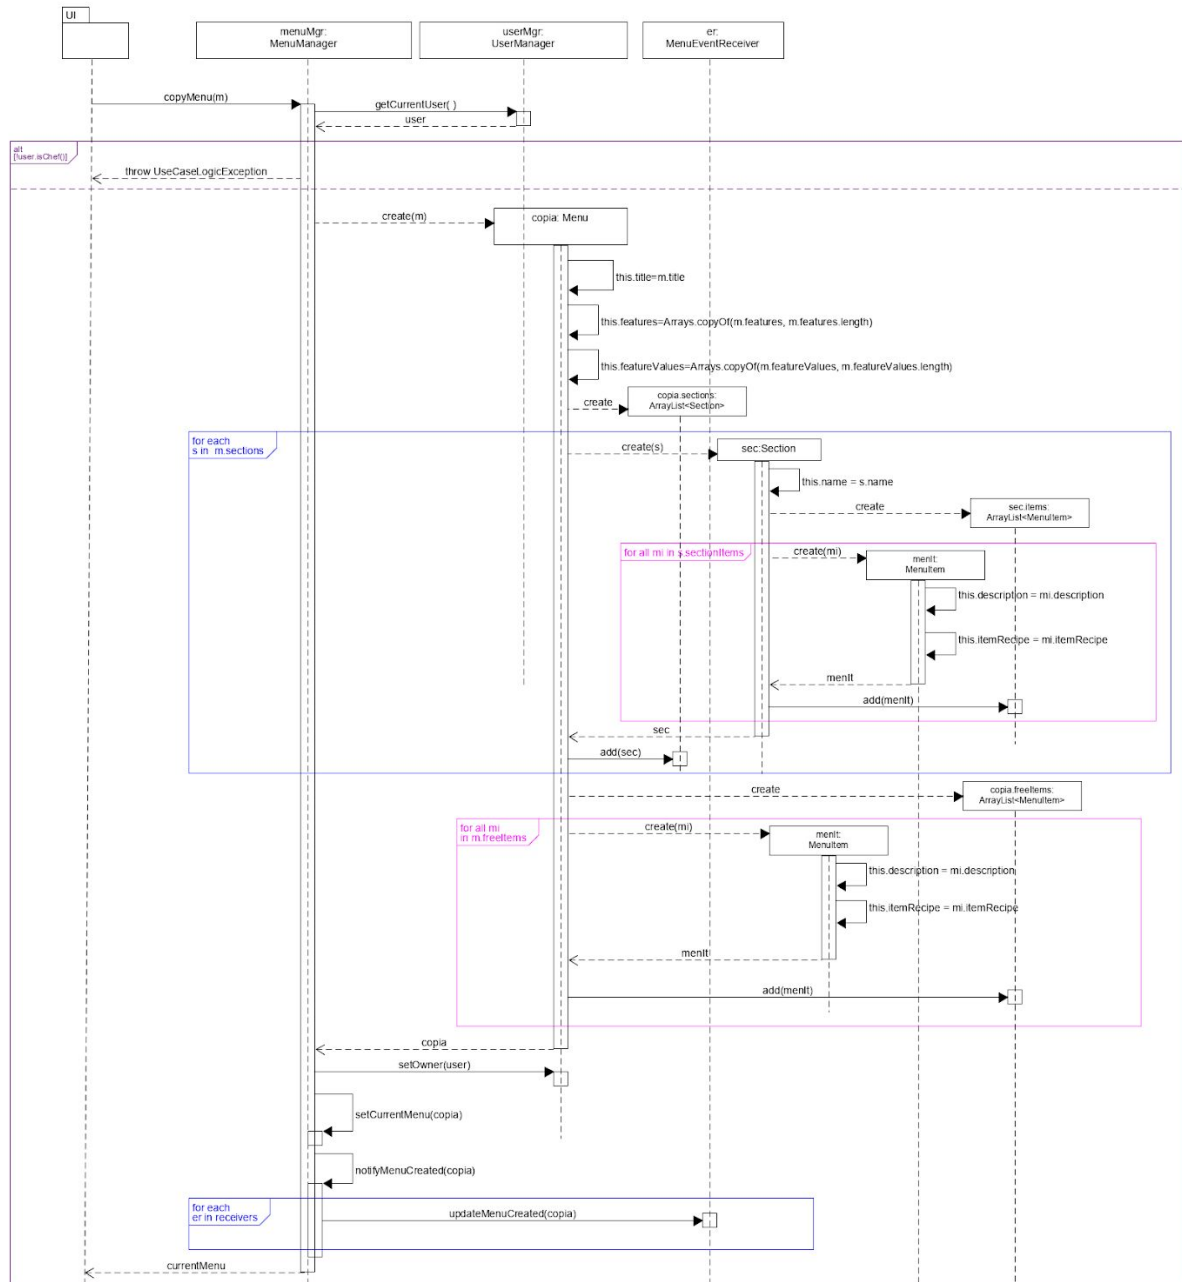 UI
menuMgr:
MenuManager
userMgr:
UserManager
er:
MenuEventReceiver
copyMenu(m)
getCurrentUser( )
user
alt
[!user.isChef()]
throw UseCaseLogicException
create(m)
copia: Menu
this.title=m.title
this.features=Arrays.copyOf(m.features, m.features.length)
this.featureValues=Arrays.copyOf(m.featureValues, m.featureValues.length)
create
copia.sections:
ArrayList<Section>
for each
s in m.sections
create(s)
sec:Section
this.name = s.name
create
sec.items:
ArrayList<MenuItem>
for all mi in s.sectionItems
create(mi)
menIt:
MenuItem
this.description = mi.description
this.itemRecipe = mi.itemRecipe
menIt
add(menIt)
sec
add(sec)
create
copia.freeItems:
ArrayList<MenuItem>
for all mi
in m.freeItems
create(mi)
menIt:
MenuItem
this.description = mi.description
this.itemRecipe = mi.itemRecipe
menIt
add(menIt)
copia
setOwner(user)
setCurrentMenu(copia)
notifyMenuCreated(copia)
for each
er in receivers
updateMenuCreated(copia)
currentMenu